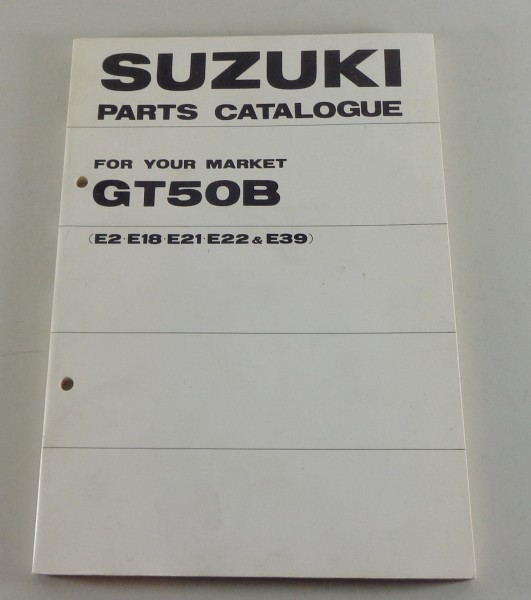 SUZUKI
PARTS CATALOGUE
FOR YOUR MARKET
GT50B
(E2·E18·E21·E22 & E39)